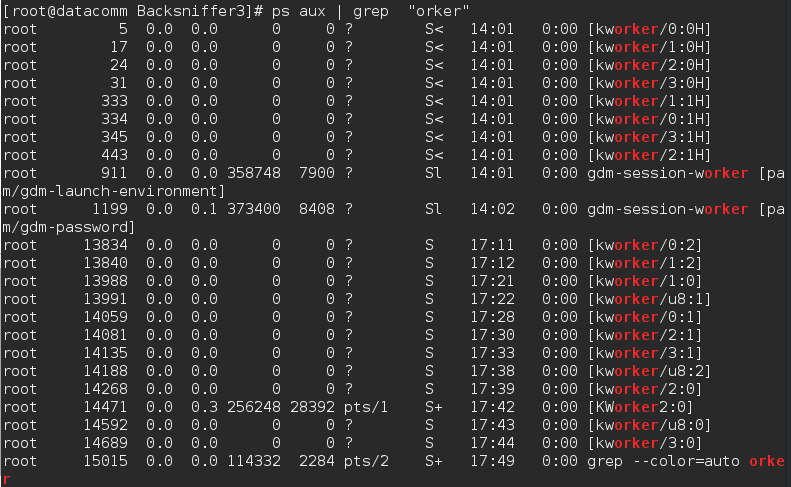 [root@datacomm Backsniffer3]# ps aux | grep  "orker"
root         5  0.0  0.0      0     0 ?        S<   14:01   0:00 [kworker/0:0H]
root        17  0.0  0.0      0     0 ?        S<   14:01   0:00 [kworker/1:0H]
root        24  0.0  0.0      0     0 ?        S<   14:01   0:00 [kworker/2:0H]
root        31  0.0  0.0      0     0 ?        S<   14:01   0:00 [kworker/3:0H]
root       333  0.0  0.0      0     0 ?        S<   14:01   0:00 [kworker/1:1H]
root       334  0.0  0.0      0     0 ?        S<   14:01   0:00 [kworker/0:1H]
root       345  0.0  0.0      0     0 ?        S<   14:01   0:00 [kworker/3:1H]
root       443  0.0  0.0      0     0 ?        S<   14:01   0:00 [kworker/2:1H]
root       911  0.0  0.0 358748  7900 ?        Sl   14:01   0:00 gdm-session-worker [pa
m/gdm-launch-environment]
root      1199  0.0  0.1 373400  8408 ?        Sl   14:02   0:00 gdm-session-worker [pa
m/gdm-password]
root     13834  0.0  0.0      0     0 ?        S    17:11   0:00 [kworker/0:2]
root     13840  0.0  0.0      0     0 ?        S    17:12   0:00 [kworker/1:2]
root     13988  0.0  0.0      0     0 ?        S    17:21   0:00 [kworker/1:0]
root     13991  0.0  0.0      0     0 ?        S    17:22   0:00 [kworker/u8:1]
root     14059  0.0  0.0      0     0 ?        S    17:28   0:00 [kworker/0:1]
root     14081  0.0  0.0      0     0 ?        S    17:30   0:00 [kworker/2:1]
root     14135  0.0  0.0      0     0 ?        S    17:33   0:00 [kworker/3:1]
root     14188  0.0  0.0      0     0 ?        S    17:38   0:00 [kworker/u8:2]
root     14268  0.0  0.0      0     0 ?        S    17:39   0:00 [kworker/2:0]
root     14471  0.0  0.3 256248 28392 pts/1    S+   17:42   0:00 [KWorker2:0]
root     14592  0.0  0.0      0     0 ?        S    17:43   0:00 [kworker/u8:0]
root     14689  0.0  0.0      0     0 ?        S    17:44   0:00 [kworker/3:0]
root     15015  0.0  0.0 114332  2284 pts/2    S+   17:49   0:00 grep --color=auto orke
r